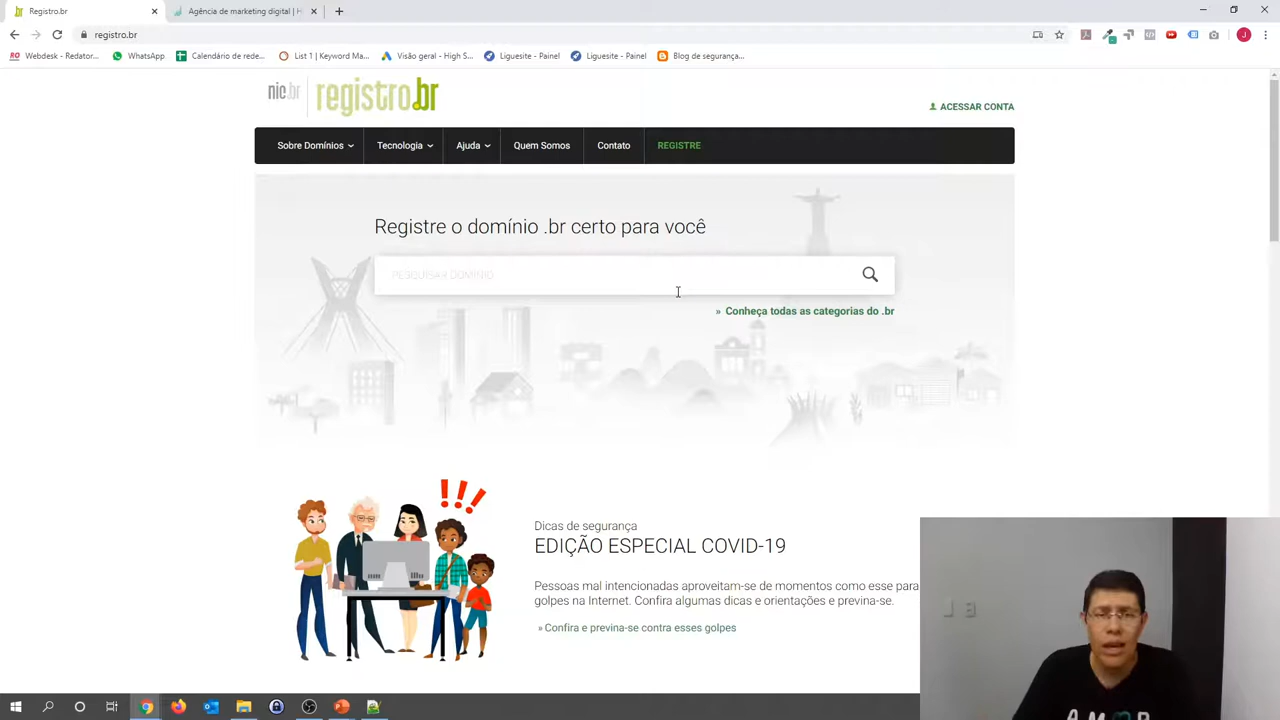 Registro.br
Agência de marketing digital | H
registro.br
Webdesk - Redator...
WhatsApp
Calendário de rede...
List 1 | Keyword Ma...
Visão geral - High S...
Liguesite - Painel
Liguesite - Painel
Blog de segurança...
nic.br
registro.br
ACESSAR CONTA
Sobre Domínios
Tecnologia
Ajuda
Quem Somos
Contato
REGISTRE
Registre o domínio .br certo para você
PESQUISAR DOMÍNIO
» Conheça todas as categorias do .br
!!!
Dicas de segurança
EDIÇÃO ESPECIAL COVID-19
Pessoas mal intencionadas aproveitam-se de momentos como esse para
golpes na Internet. Confira algumas dicas e orientações e previna-se.
» Confira e previna-se contra esses golpes